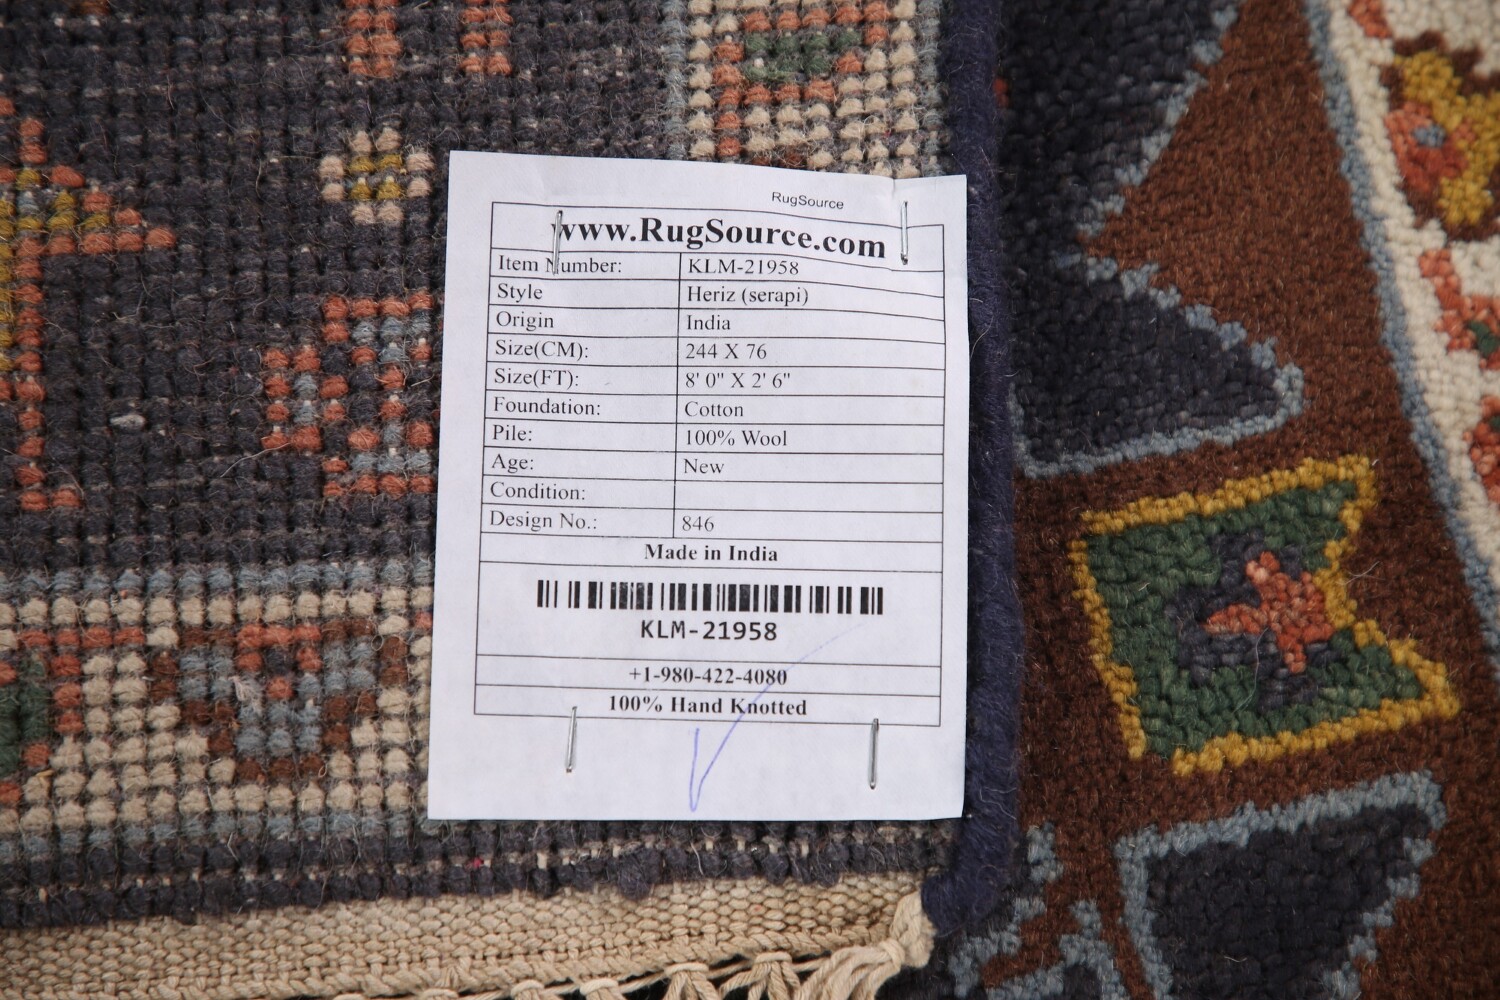 RugSource
www.RugSource.com
Item Number: KLM-21958
Style Heriz (serapi)
Origin India
Size(CM): 244 X 76
Size(FT): 8' 0" X 2' 6"
Foundation: Cotton
Pile: 100% Wool
Age: New
Condition:
Design No.: 846
Made in India
KLM-21958
+1-980-422-4080
100% Hand Knotted